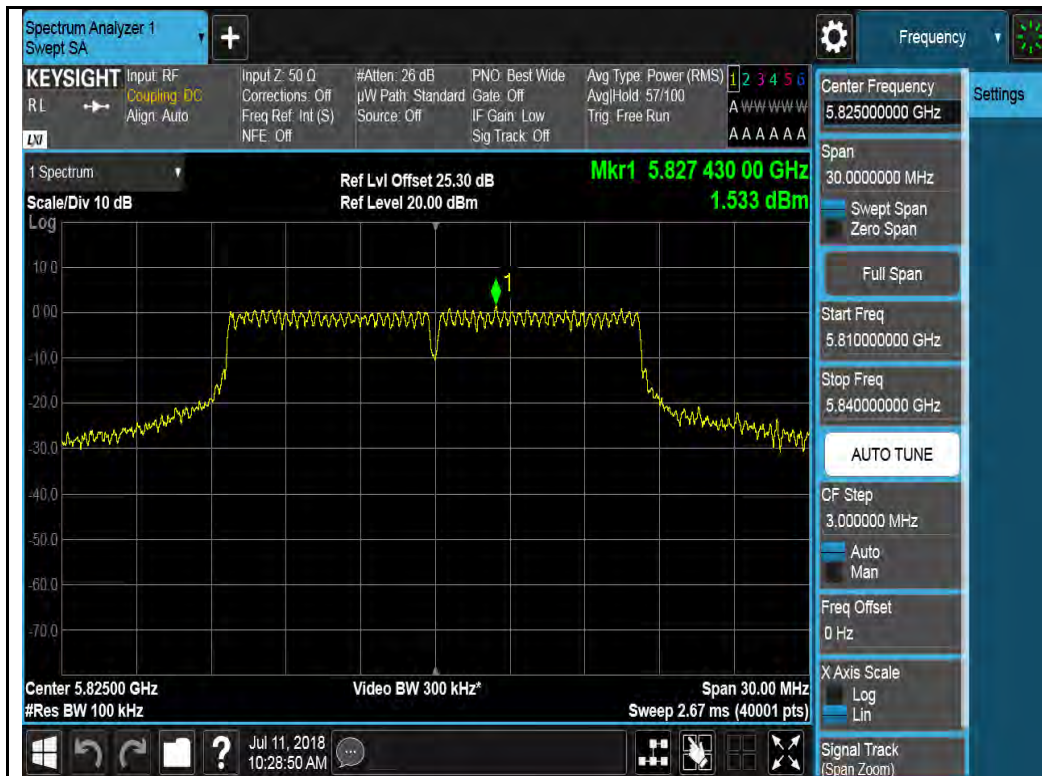 Spectrum Analyzer 1
Swept SA
+
Frequency
KEYSIGHT
Input: RF
Input Z: 50 Ω
#Atten: 26 dB
PNO: Best Wide
Avg Type: Power (RMS)
1 2 3 4 5 6
RL
Coupling: DC
Corrections: Off
µW Path: Standard
Gate: Off
Avg|Hold: 57/100
A W W W W W
Align: Auto
Freq Ref: Int (S)
Source: Off
IF Gain: Low
Trig: Free Run
LXI
NFE: Off
Sig Track: Off
A A A A A A
1 Spectrum
Ref Lvl Offset 25.30 dB
Mkr1 5.827 430 00 GHz
Scale/Div 10 dB
Ref Level 20.00 dBm
1.533 dBm
Log
10.0
1
0.00
-10.0
-20.0
-30.0
-40.0
-50.0
-60.0
-70.0
Center 5.82500 GHz
Video BW 300 kHz*
Span 30.00 MHz
#Res BW 100 kHz
Sweep 2.67 ms (40001 pts)
?
Jul 11, 2018
10:28:50 AM
Center Frequency
5.825000000 GHz
Settings
Span
30.0000000 MHz
Swept Span
Zero Span
Full Span
Start Freq
5.810000000 GHz
Stop Freq
5.840000000 GHz
AUTO TUNE
CF Step
3.000000 MHz
Auto
Man
Freq Offset
0 Hz
X Axis Scale
Log
Lin
Signal Track
(Span Zoom)